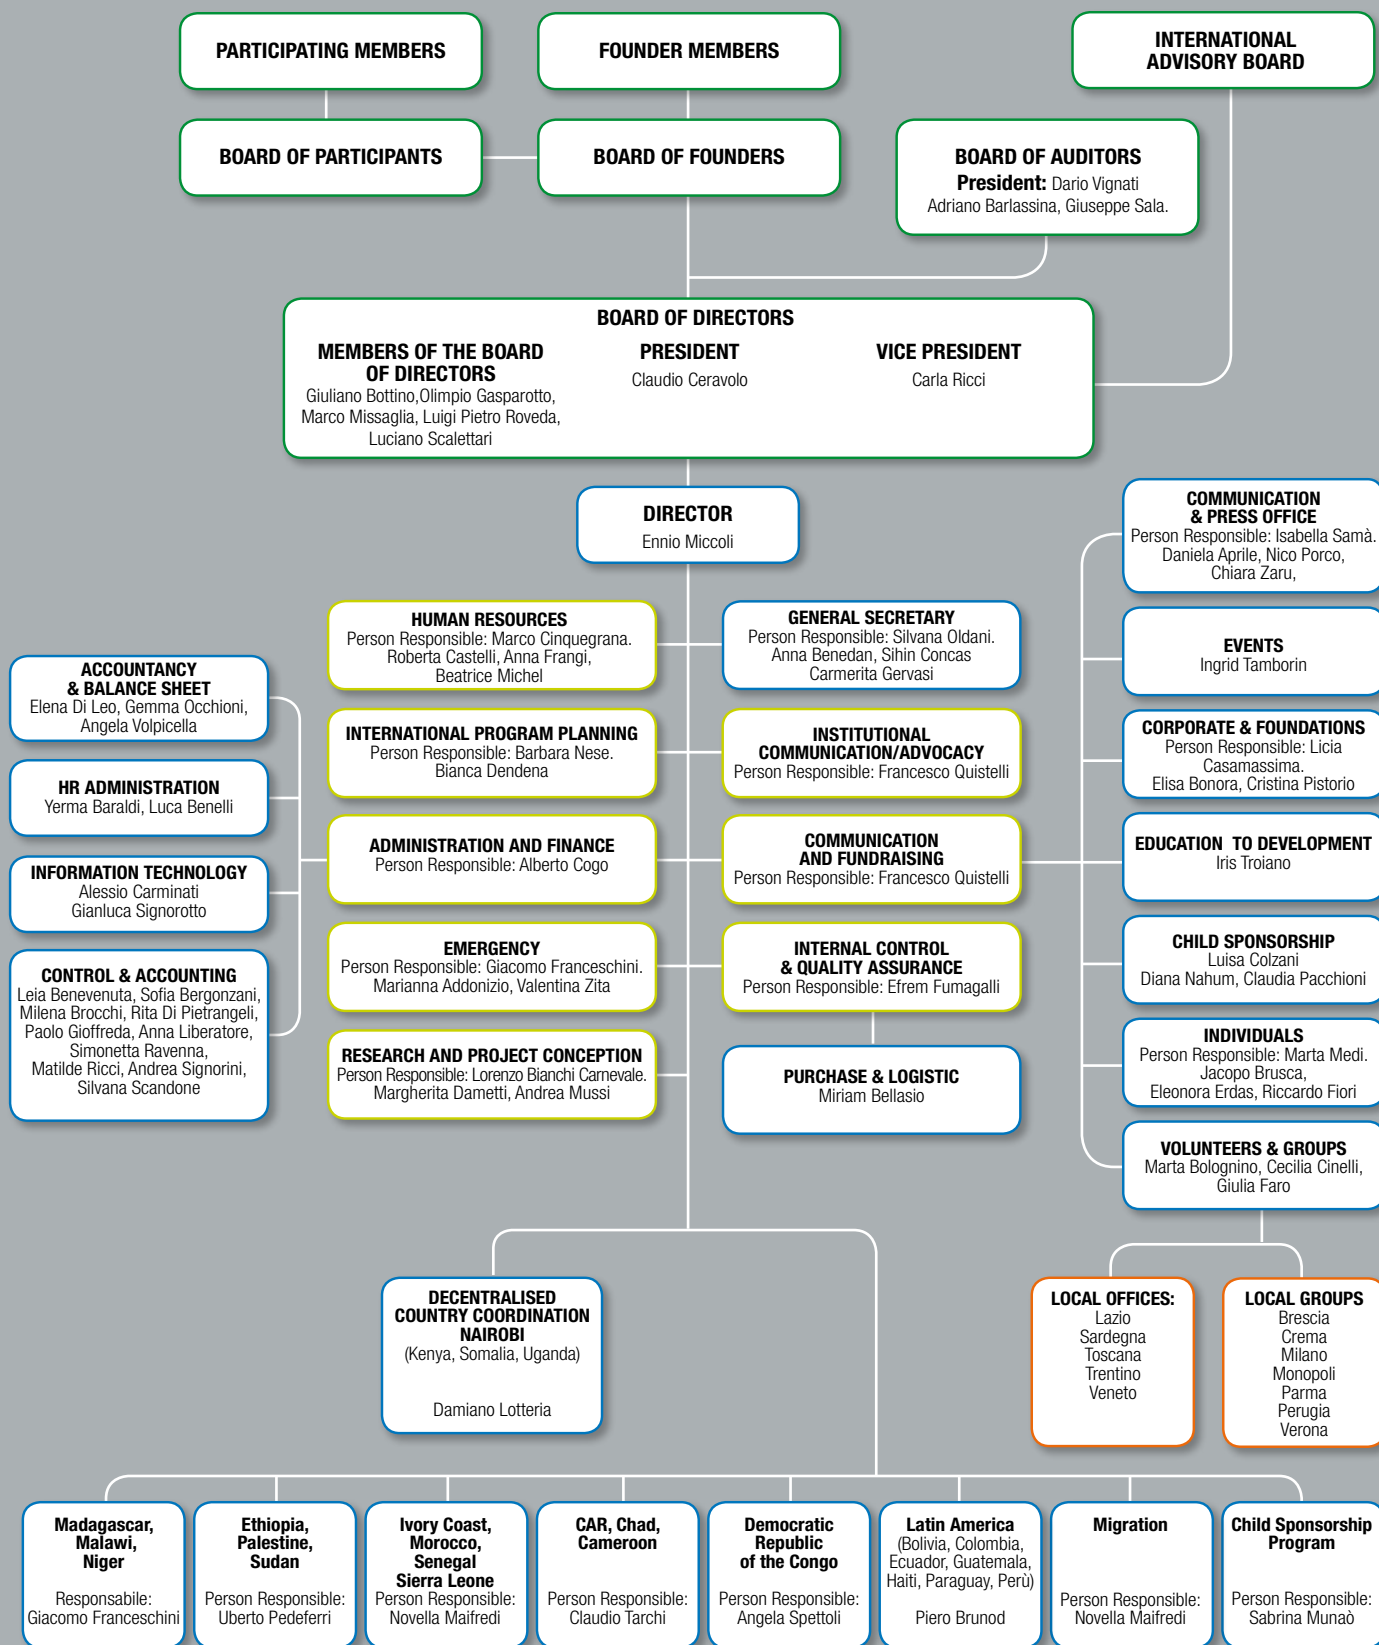 PARTICIPATING MEMBERS
FOUNDER MEMBERS
INTERNATIONAL
ADVISORY BOARD
BOARD OF PARTICIPANTS
BOARD OF FOUNDERS
BOARD OF AUDITORS
President: Dario Vignati
Adriano Barlassina, Giuseppe Sala.
BOARD OF DIRECTORS
MEMBERS OF THE BOARD
OF DIRECTORS
Giuliano Bottino,Olimpio Gasparotto,
Marco Missaglia, Luigi Pietro Roveda,
Luciano Scalettari
PRESIDENT
Claudio Ceravolo
VICE PRESIDENT
Carla Ricci
DIRECTOR
Ennio Miccoli
HUMAN RESOURCES
Person Responsible: Marco Cinquegrana.
Roberta Castelli, Anna Frangi,
Beatrice Michel
GENERAL SECRETARY
Person Responsible: Silvana Oldani.
Anna Benedan, Sihin Concas
Carmerita Gervasi
INTERNATIONAL PROGRAM PLANNING
Person Responsible: Barbara Nese.
Bianca Dendena
INSTITUTIONAL
COMMUNICATION/ADVOCACY
Person Responsible: Francesco Quistelli
ADMINISTRATION AND FINANCE
Person Responsible: Alberto Cogo
COMMUNICATION
AND FUNDRAISING
Person Responsible: Francesco Quistelli
EMERGENCY
Person Responsible: Giacomo Franceschini.
Marianna Addonizio, Valentina Zita
INTERNAL CONTROL
& QUALITY ASSURANCE
Person Responsible: Efrem Fumagalli
RESEARCH AND PROJECT CONCEPTION
Person Responsible: Lorenzo Bianchi Carnevale.
Margherita Dametti, Andrea Mussi
PURCHASE & LOGISTIC
Miriam Bellasio
ACCOUNTANCY
& BALANCE SHEET
Elena Di Leo, Gemma Occhioni,
Angela Volpicella
HR ADMINISTRATION
Yerma Baraldi, Luca Benelli
INFORMATION TECHNOLOGY
Alessio Carminati
Gianluca Signorotto
CONTROL & ACCOUNTING
Leia Benevenuta, Sofia Bergonzani,
Milena Brocchi, Rita Di Pietrangeli,
Paolo Gioffreda, Anna Liberatore,
Simonetta Ravenna,
Matilde Ricci, Andrea Signorini,
Silvana Scandone
COMMUNICATION
& PRESS OFFICE
Person Responsible: Isabella Samà.
Daniela Aprile, Nico Porco,
Chiara Zaru,
EVENTS
Ingrid Tamborin
CORPORATE & FOUNDATIONS
Person Responsible: Licia
Casamassima.
Elisa Bonora, Cristina Pistorio
EDUCATION TO DEVELOPMENT
Iris Troiano
CHILD SPONSORSHIP
Luisa Colzani
Diana Nahum, Claudia Pacchioni
INDIVIDUALS
Person Responsible: Marta Medi.
Jacopo Brusca,
Eleonora Erdas, Riccardo Fiori
VOLUNTEERS & GROUPS
Marta Bolognino, Cecilia Cinelli,
Giulia Faro
LOCAL OFFICES:
Lazio
Sardegna
Toscana
Trentino
Veneto
LOCAL GROUPS
Brescia
Crema
Milano
Monopoli
Parma
Perugia
Verona
DECENTRALISED
COUNTRY COORDINATION
NAIROBI
(Kenya, Somalia, Uganda)
Damiano Lotteria
Madagascar,
Malawi,
Niger
Responsabile:
Giacomo Franceschini
Ethiopia,
Palestine,
Sudan
Person Responsible:
Uberto Pedeferri
Ivory Coast,
Morocco,
Senegal
Sierra Leone
Person Responsible:
Novella Maifredi
CAR, Chad,
Cameroon
Person Responsible:
Claudio Tarchi
Democratic
Republic
of the Congo
Person Responsible:
Angela Spettoli
Latin America
(Bolivia, Colombia,
Ecuador, Guatemala,
Haiti, Paraguay, Perù)
Piero Brunod
Migration
Person Responsible:
Novella Maifredi
Child Sponsorship
Program
Person Responsible:
Sabrina Munaò